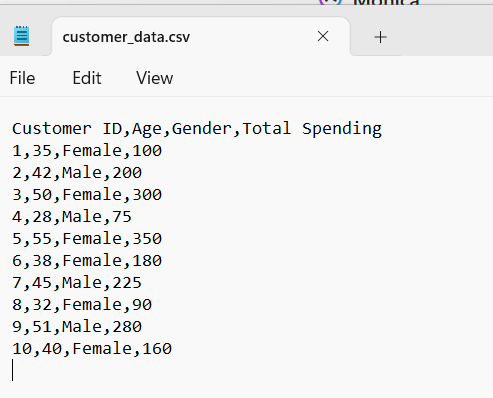 Monica
customer_data.csv
File Edit View
Customer ID,Age,Gender,Total Spending
1,35,Female,100
2,42,Male,200
3,50,Female,300
4,28,Male,75
5,55,Female,350
6,38,Female,180
7,45,Male,225
8,32,Female,90
9,51,Male,280
10,40,Female,160